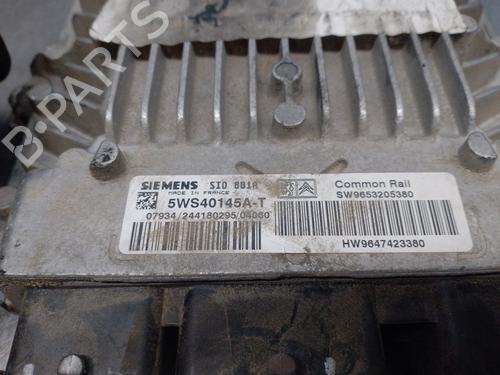 B-PARTS
SIEMENS SID 801A
MADE IN FRANCE
5WS40145A-T
07934/244180295/04060
Common Rail
SW9653205380
HW9647423380